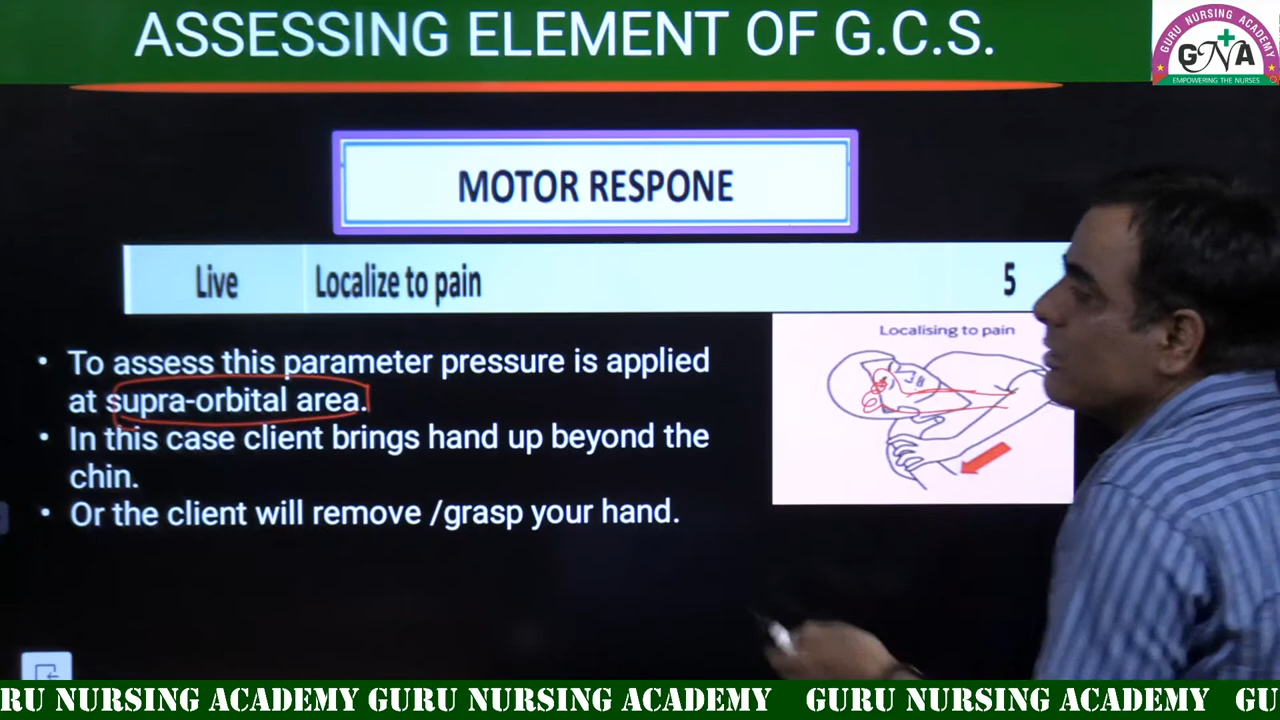 ASSESSING ELEMENT OF G.C.S.
GURU NURSING ACADEMY
GNA
EMPOWERING THE NURSES
MOTOR RESPONE
Live Localize to pain 5
Localising to pain
• To assess this parameter pressure is applied
at supra-orbital area.
• In this case client brings hand up beyond the
chin.
• Or the client will remove /grasp your hand.
RU NURSING ACADEMY GURU NURSING ACADEMY GURU NURSING ACADEMY GU